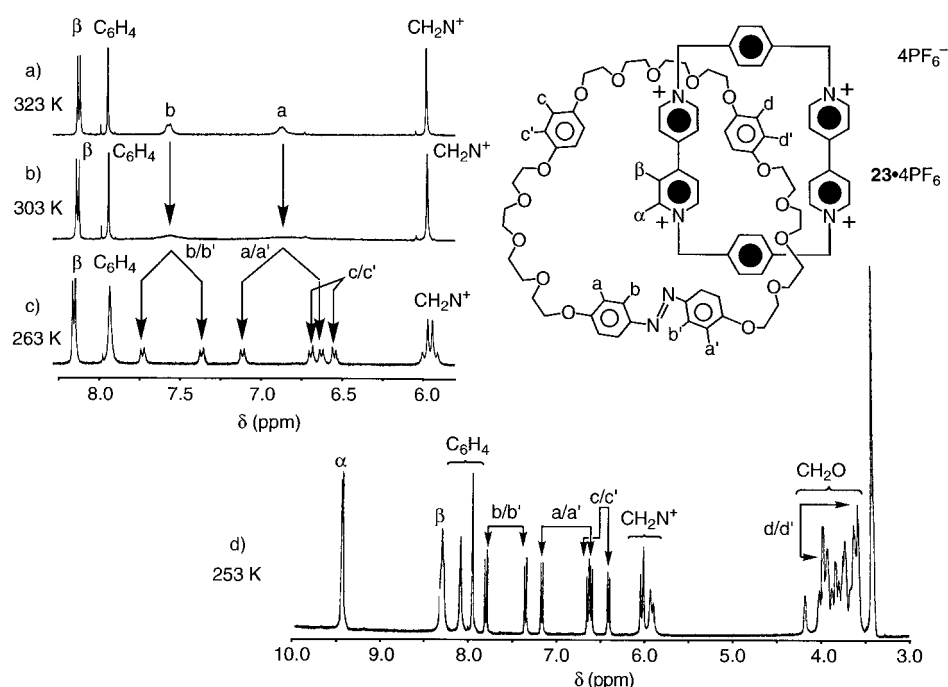 β C₆H₄ CH₂N⁺
a)
323 K
b a
β C₆H₄ CH₂N⁺
b)
303 K
b/b' a/a' c/c'
β C₆H₄ CH₂N⁺
c)
263 K
8.0 7.5 7.0 6.5 6.0
δ (ppm)
4PF₆⁻
23•4PF₆
O O O O O O
N + N +
c d
c' d'
O O
β
α
N + N +
O O
O O
O O
a b
O N N O
b' a'
d)
253 K
α
β
C₆H₄
b/b' a/a' c/c'
CH₂N⁺
CH₂O
d/d'
10.0 9.0 8.0 7.0 6.0 5.0 4.0 3.0
δ (ppm)